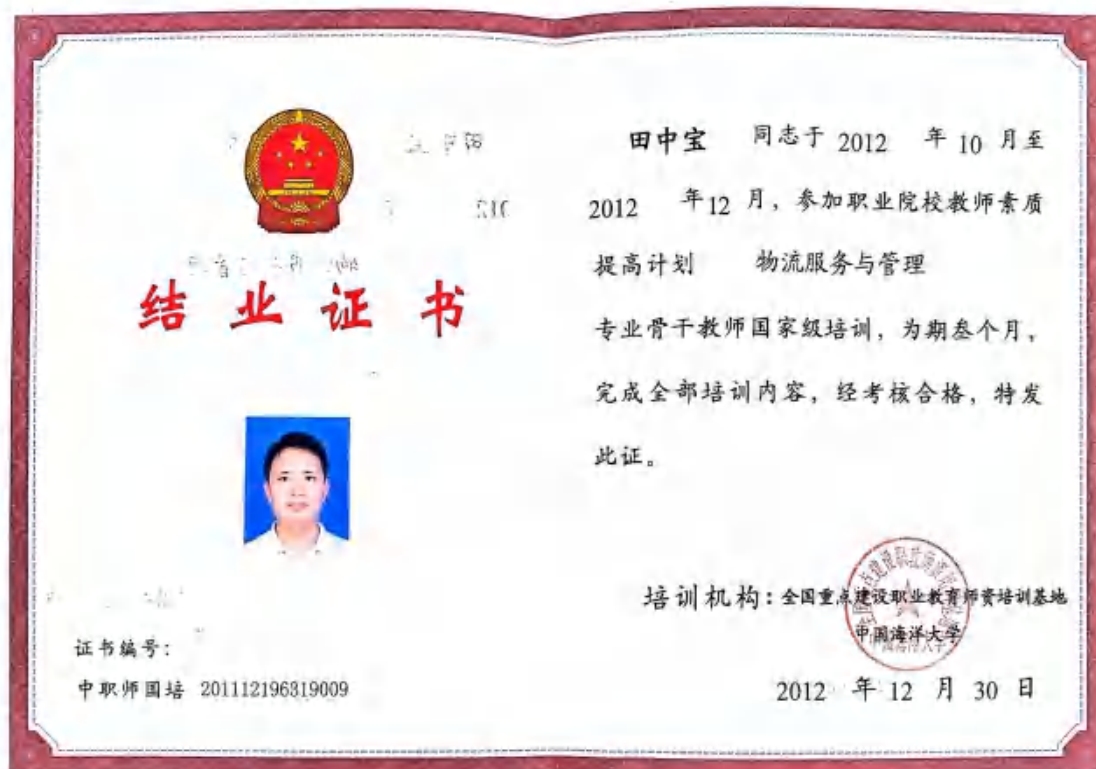 结业证书
证书编号:
中职师国培 201112196319009
田中宝 同志于 2012 年 10 月至
2012 年 12 月，参加职业院校教师素质
提高计划 物流服务与管理
专业骨干教师国家级培训，为期叁个月，
完成全部培训内容，经考核合格，特发
此证。
培训机构：全国重点建设职业教育师资培训基地
中国海洋大学
2012 年 12 月 30 日